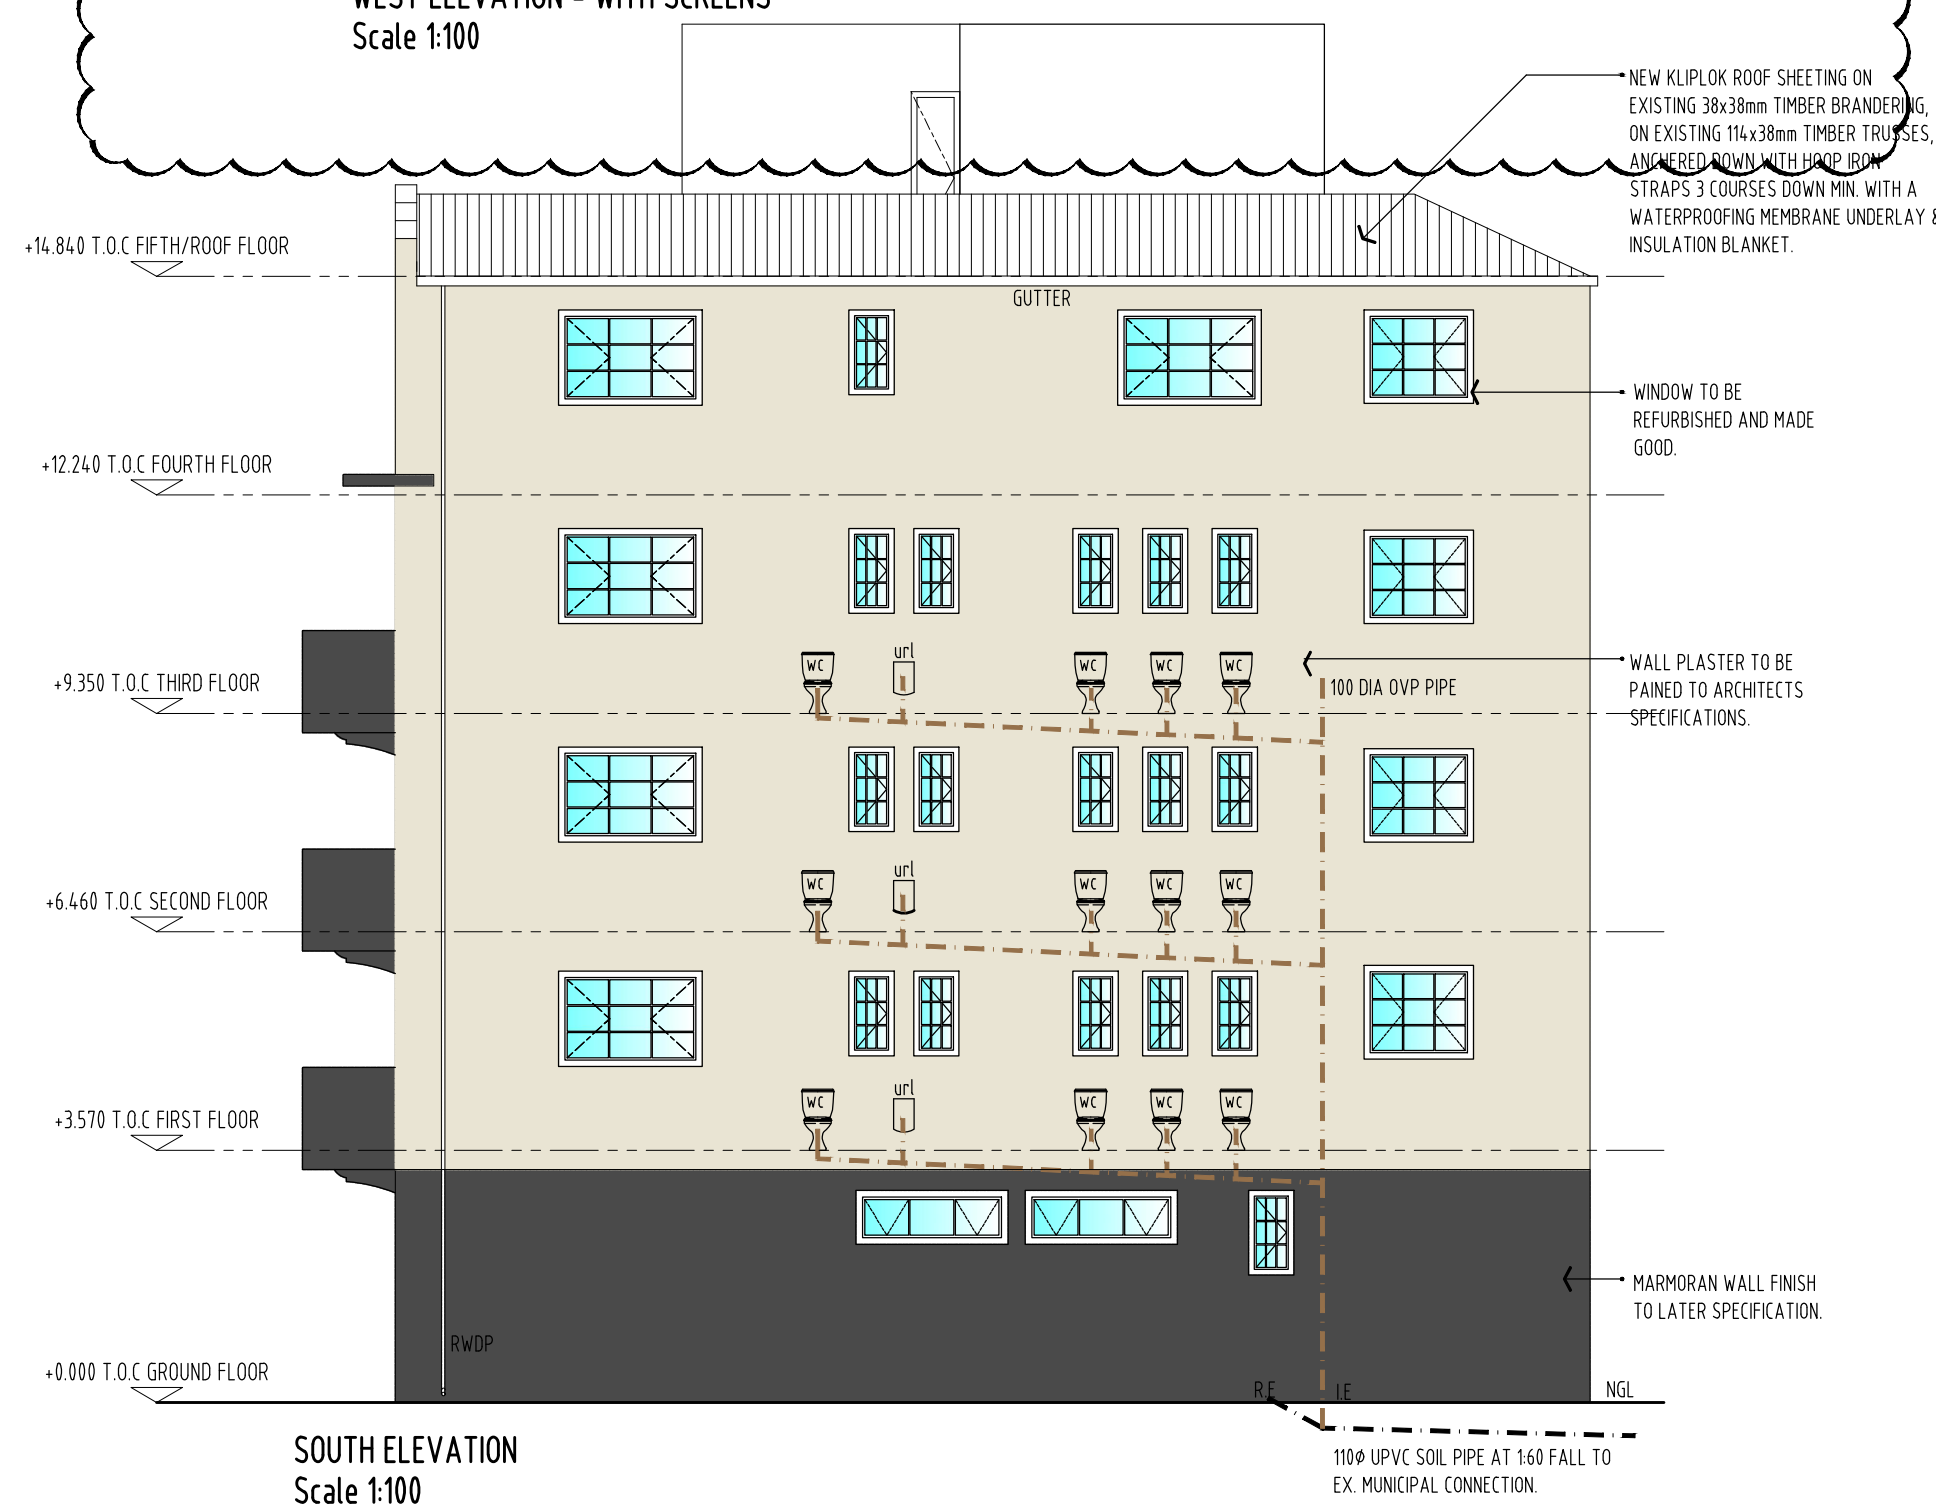 WEST ELEVATION - WITH SCREENS
Scale 1:100
NEW KLIPLOK ROOF SHEETING ON
EXISTING 38x38mm TIMBER BRANDERING,
ON EXISTING 114x38mm TIMBER TRUSSES,
ANCHERED DOWN WITH HOOP IRON
STRAPS 3 COURSES DOWN MIN. WITH A
WATERPROOFING MEMBRANE UNDERLAY &
INSULATION BLANKET.
+14.840 T.O.C FIFTH/ROOF FLOOR
GUTTER
WINDOW TO BE
REFURBISHED AND MADE
GOOD.
+12.240 T.O.C FOURTH FLOOR
url
WC
WC
WC
WC
WALL PLASTER TO BE
PAINED TO ARCHITECTS
SPECIFICATIONS.
+9.350 T.O.C THIRD FLOOR
100 DIA OVP PIPE
url
WC
WC
WC
WC
+6.460 T.O.C SECOND FLOOR
url
WC
WC
WC
WC
+3.570 T.O.C FIRST FLOOR
MARMORAN WALL FINISH
TO LATER SPECIFICATION.
RWDP
+0.000 T.O.C GROUND FLOOR
R.E
I.E
NGL
SOUTH ELEVATION
Scale 1:100
110ø UPVC SOIL PIPE AT 1:60 FALL TO
EX. MUNICIPAL CONNECTION.